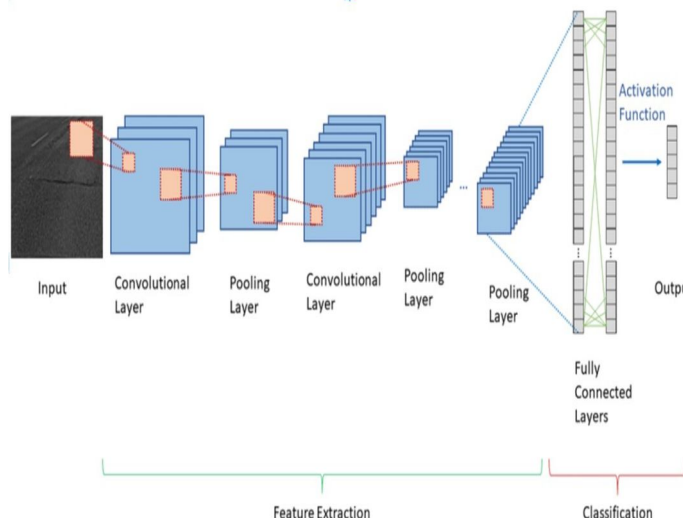 Activation
Function
Input
Convolutional
Layer
Pooling
Layer
Convolutional
Layer
Pooling
Layer
...
Pooling
Layer
Output
Fully
Connected
Layers
Feature Extraction
Classification